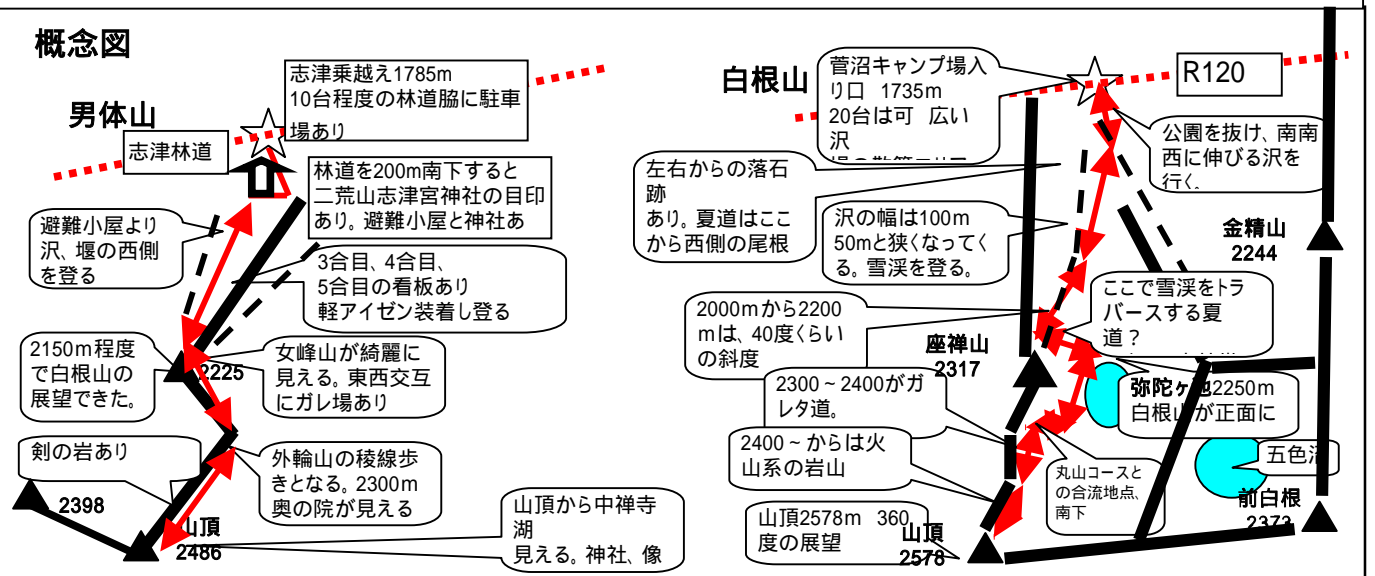 概念図
男体山
志津乗越え1785m
10台程度の林道脇に駐車
場あり
志津林道
林道を200m南下すると
二荒山志津宮神社の目印
あり。避難小屋と神社あ
避難小屋より
沢、堰の西側
を登る
3合目、4合目、
5合目の看板あり
軽アイゼン装着し登る
2150m程度
で白根山の
展望できた。
2225
女峰山が綺麗に
見える。東西交互
にガレ場あり
剣の岩あり
2398
外輪山の稜線歩
きとなる。2300m
奥の院が見える
山頂
2486
山頂から中禅寺
湖
見える。神社、像
白根山
菅沼キャンプ場入
り口 1735m
20台は可 広い
沢
R120
公園を抜け、南南
西に伸びる沢を
行く。
左右からの落石
跡
あり。夏道はここ
から西側の尾根
沢の幅は100m
50mと狭くなってく
る。雪渓を登る。
金精山
2244
2000mから2200
mは、40度くらい
の斜度
ここで雪渓をトラ
バースする夏
道？
座禅山
2317
2300～2400がガ
レタ道。
弥陀ヶ池2250m
白根山が正面に
2400～からは火
山系の岩山
丸山コースと
の合流地点、
南下
五色沼
前白根
2373
山頂2578m 360
度の展望
山頂
2578